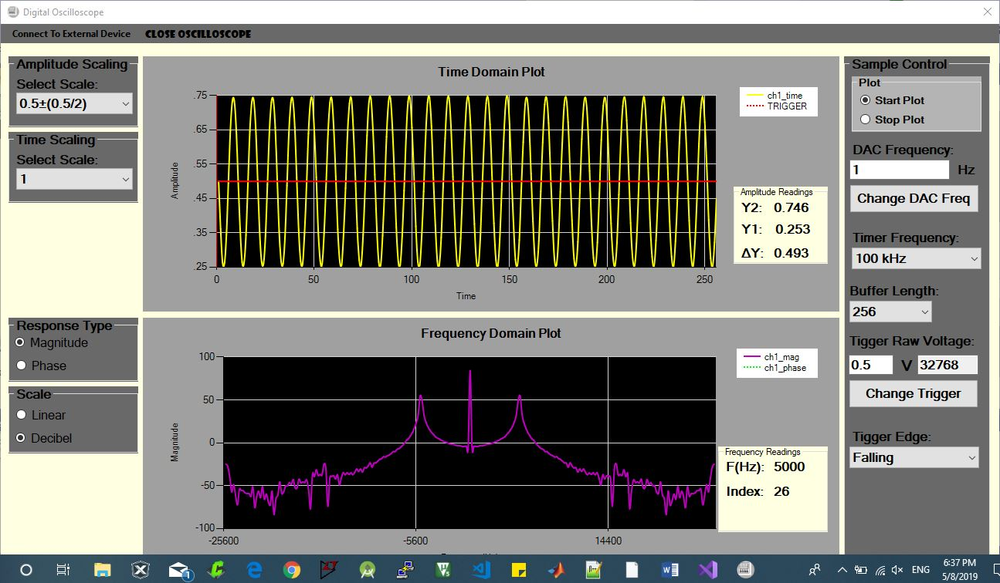 Digital Oscilloscope
Connect To External Device CLOSE OSCILLOSCOPE
Amplitude Scaling
Select Scale:
0.5±(0.5/2)
Time Scaling
Select Scale:
1
Time Domain Plot
.75
.65
.55
.45
.35
.25
Amplitude
0 50 100 150 200 250
Time
ch1_time
TRIGGER
Amplitude Readings
Y2: 0.746
Y1: 0.253
ΔY: 0.493
Response Type
Magnitude
Phase
Scale
Linear
Decibel
Frequency Domain Plot
100
50
0
-50
-100
Magnitude
-25600 -5600 14400
ch1_mag
ch1_phase
Frequency Readings
F(Hz): 5000
Index: 26
Sample Control
Plot
Start Plot
Stop Plot
DAC Frequency:
1 Hz
Change DAC Freq
Timer Frequency:
100 kHz
Buffer Length:
256
Tigger Raw Voltage:
0.5 V 32768
Change Trigger
Tigger Edge:
Falling
1
ENG
6:37 PM
5/8/2019